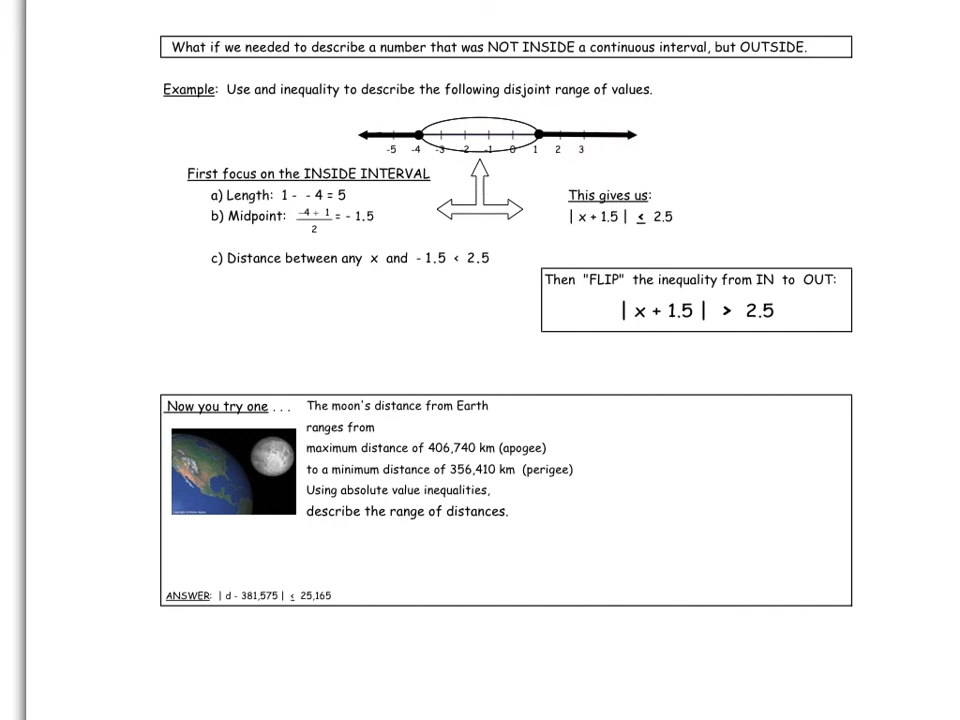 What if we needed to describe a number that was NOT INSIDE a continuous interval, but OUTSIDE.
Example: Use and inequality to describe the following disjoint range of values.
-5 -4 -3 -2 -1 0 1 2 3
First focus on the INSIDE INTERVAL
a) Length: 1 - - 4 = 5
b) Midpoint: -4 + 1 / 2 = - 1.5
c) Distance between any x and - 1.5 < 2.5
This gives us:
| x + 1.5 | ≤ 2.5
Then "FLIP" the inequality from IN to OUT:
| x + 1.5 | > 2.5
Now you try one . . .
The moon's distance from Earth
ranges from
maximum distance of 406,740 km (apogee)
to a minimum distance of 356,410 km (perigee)
Using absolute value inequalities,
describe the range of distances.
ANSWER: | d - 381,575 | ≤ 25,165